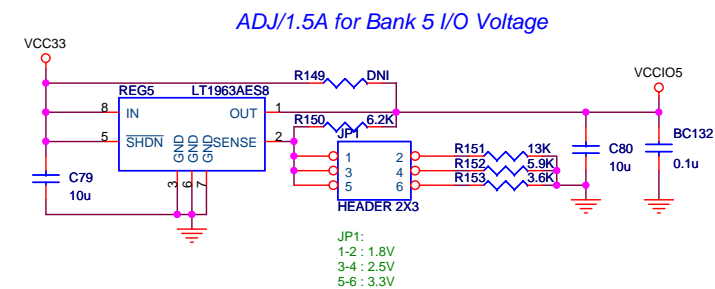 ADJ/1.5A for Bank 5 I/O Voltage
VCC33
VCCIO5
R149 DNI
REG5 LT1963AES8
8 IN OUT 1
R150 6.2K
5 SHDN SENSE 2
GND GND GND
3 6 7
JP1
1 2
3 4
5 6
HEADER 2X3
R151 13K
R152 5.9K
R153 3.6K
C79
10u
C80
10u
BC132
0.1u
JP1:
1-2 : 1.8V
3-4 : 2.5V
5-6 : 3.3V